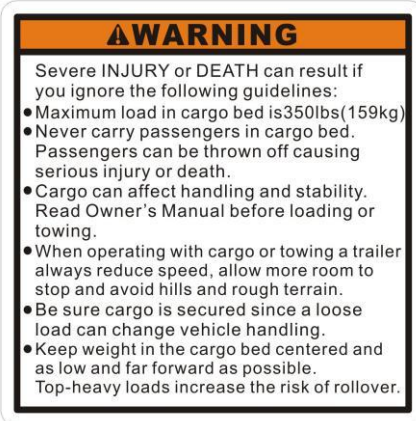 WARNING
Severe INJURY or DEATH can result if
you ignore the following guidelines:
•Maximum load in cargo bed is350lbs(159kg)
•Never carry passengers in cargo bed.
Passengers can be thrown off causing
serious injury or death.
•Cargo can affect handling and stability.
Read Owner's Manual before loading or
towing.
•When operating with cargo or towing a trailer
always reduce speed, allow more room to
stop and avoid hills and rough terrain.
•Be sure cargo is secured since a loose
load can change vehicle handling.
•Keep weight in the cargo bed centered and
as low and far forward as possible.
Top-heavy loads increase the risk of rollover.